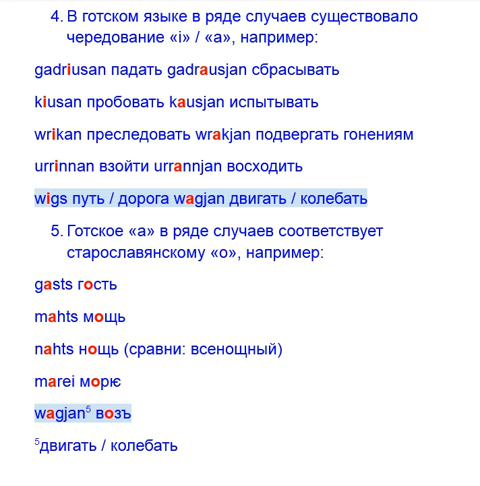 4. В готском языке в ряде случаев существовало
чередование «i» / «a», например:
gadriusan падать gadrausjan сбрасывать
kiusan пробовать kausjan испытывать
wrikan преследовать wrakjan подвергать гонениям
urrinnan взойти urrannjan восходить
wigs путь / дорога wagjan двигать / колебать
5. Готское «a» в ряде случаев соответствует
старославянскому «о», например:
gasts гость
mahts мощь
nahts нощь (сравни: всенощный)
marei морѥ
wagjan⁵ возъ
⁵двигать / колебать